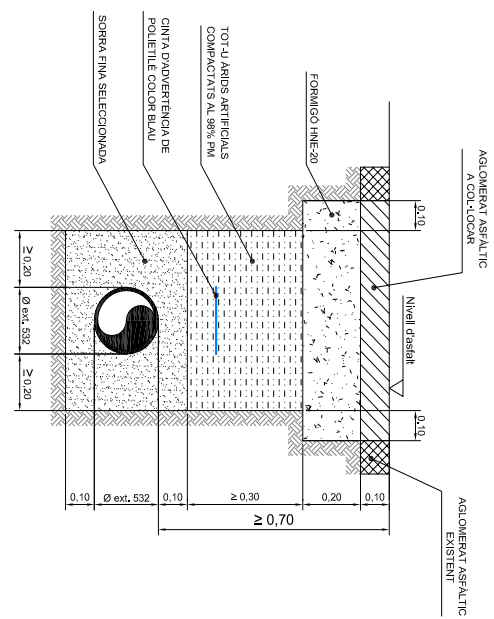 AGLOMERAT ASFÀLTIC
A COL·LOCAR
Nivell d'asfalt
AGLOMERAT ASFÀLTIC
EXISTENT
FORMIGÓ HNE-20
TOT-U ÀRIDS ARTIFICIALS
COMPACTATS AL 98% PM
CINTA D'ADVERTÈNCIA DE
POLIETILÈ COLOR BLAU
SORRA FINA SELECCIONADA
0.10
0.10
≥ 0,20
Ø ext. 532
≥ 0,20
0,10
Ø ext. 532
0,10
≥ 0,30
0,20
0,10
≥ 0,70